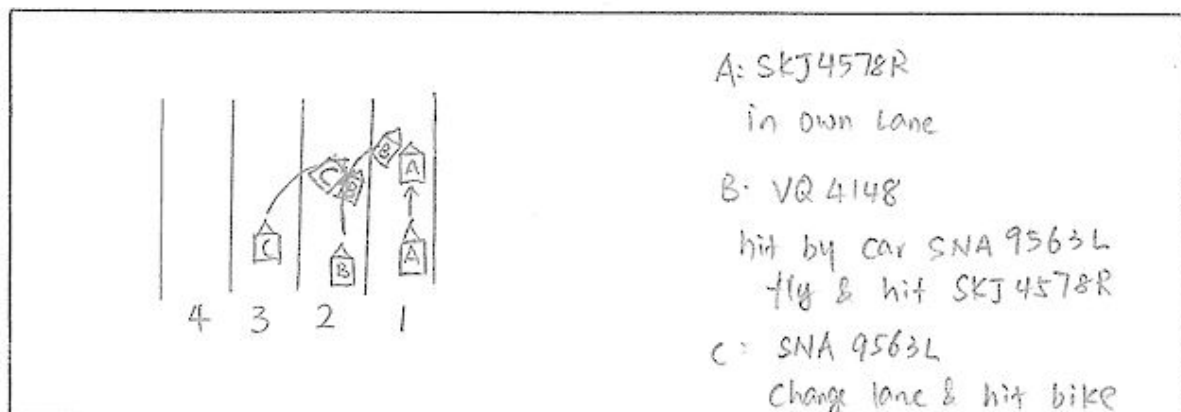 A: SKJ4578R
in own lane
B. VQ 4148
hit by car SNA 9563L
fly & hit SKJ4578R
C: SNA 9563L
Change lane & hit bike
C
B
B
A
C
B
A
4 3 2 1